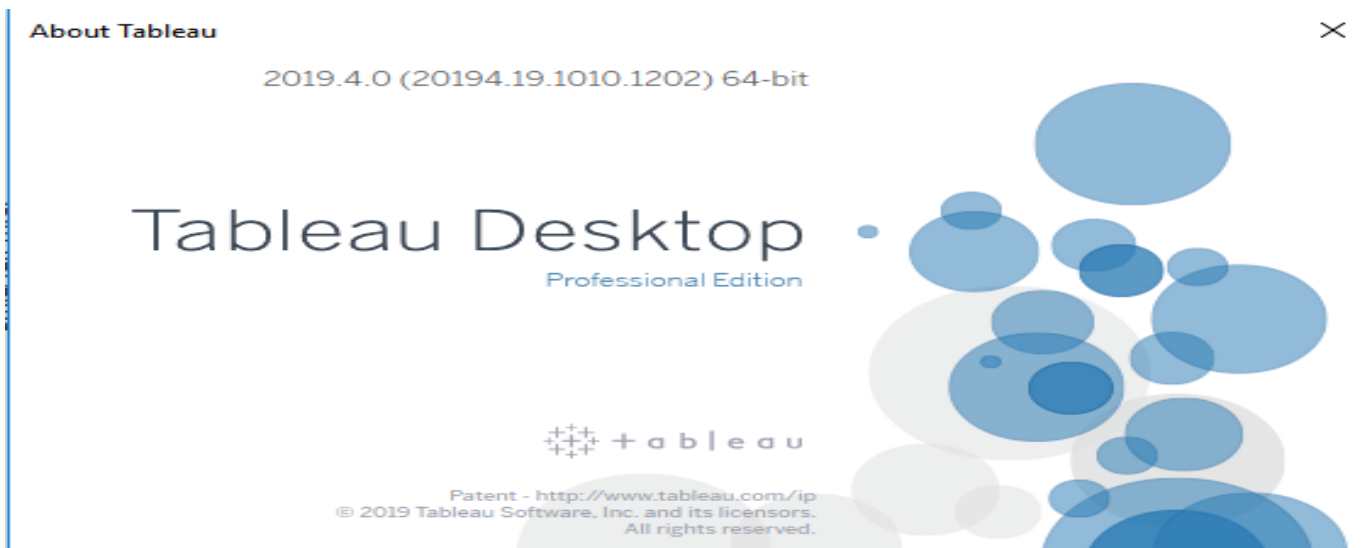 About Tableau
2019.4.0 (20194.19.1010.1202) 64-bit
Tableau Desktop
Professional Edition
+ableau
Patent - http://www.tableau.com/ip
© 2019 Tableau Software, Inc. and its licensors.
All rights reserved.